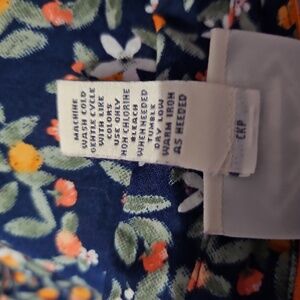 MACHINE
WASH COLD
GENTLE CYCLE
WITH LIKE
COLORS
USE ONLY
NON CHLORINE
BLEACH
WHEN NEEDED
TUMBLE
DRY LOW
WARM IRON
AS NEEDED
CKP